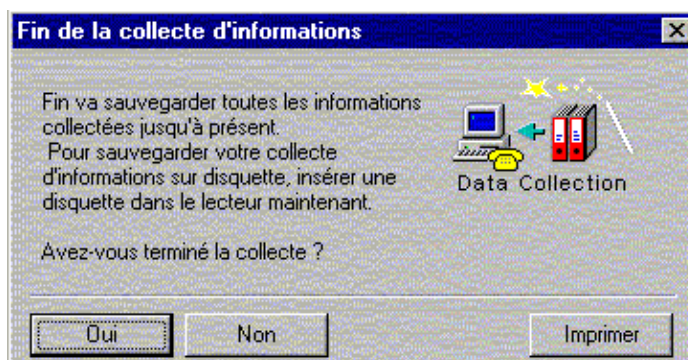 Fin de la collecte d'informations
Fin va sauvegarder toutes les informations
collectées jusqu'à présent.
Pour sauvegarder votre collecte
d'informations sur disquette, insérer une
disquette dans le lecteur maintenant.
Data Collection
Avez-vous terminé la collecte ?
Oui
Non
Imprimer